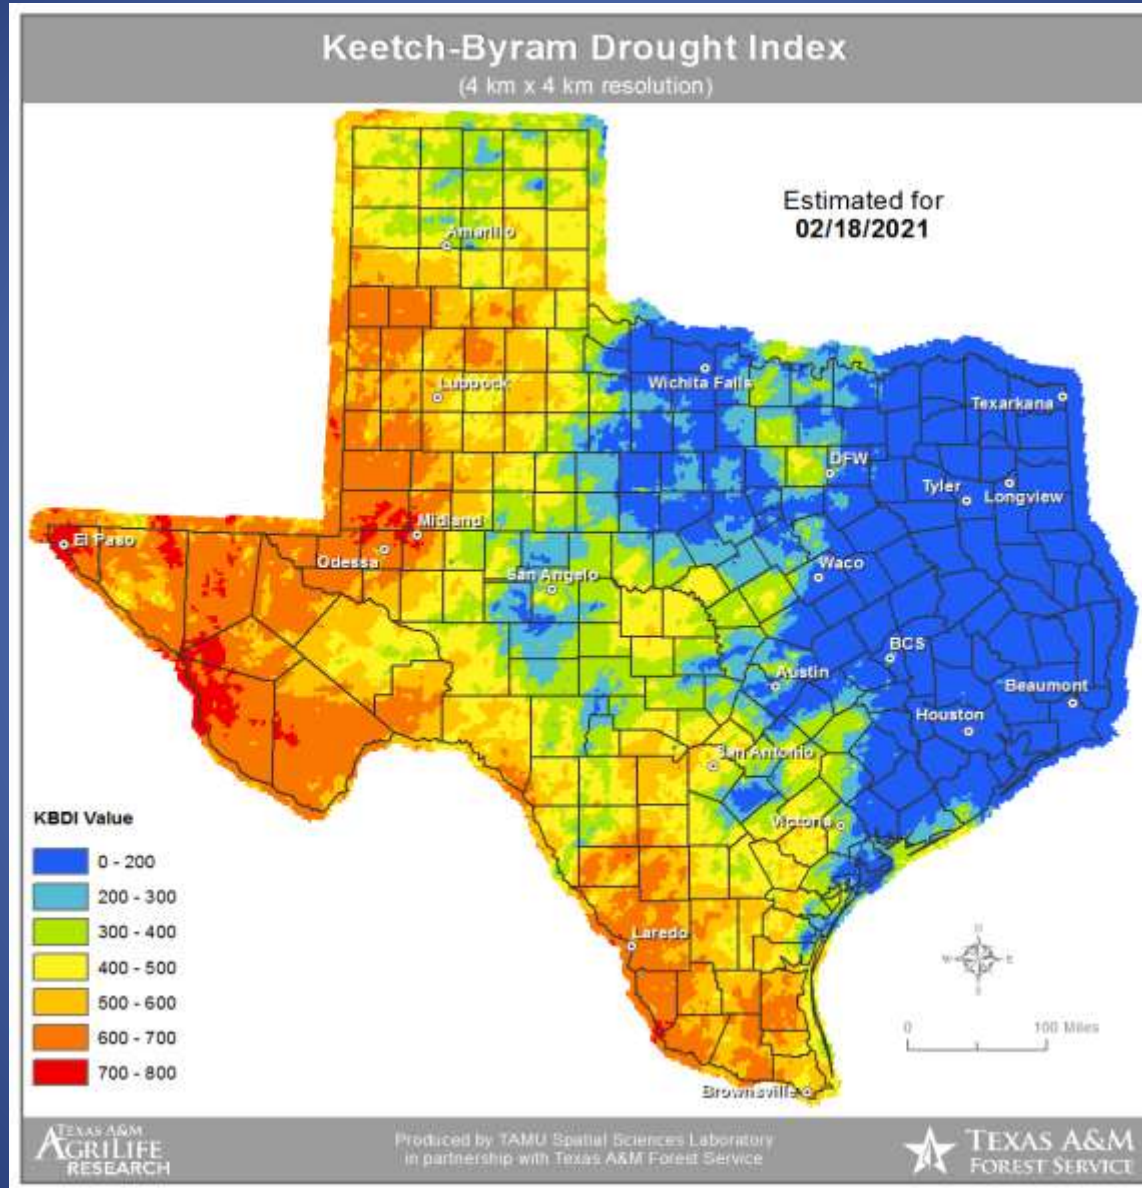 Keetch-Byram Drought Index
(4 km x 4 km resolution)
Estimated for
02/18/2021
Amarillo
Lubbock
Wichita Falls
Texarkana
DFW
Tyler
Longview
Midland
El Paso
Odessa
San Angelo
Waco
BCS
Austin
Beaumont
Houston
San Antonio
Victoria
Laredo
Brownsville
KBDI Value
0 - 200
200 - 300
300 - 400
400 - 500
500 - 600
600 - 700
700 - 800
N
W E
S
0 100 Miles
TEXAS A&M
AGRILIFE
RESEARCH
Produced by TAMU Spatial Sciences Laboratory
in partnership with Texas A&M Forest Service
TEXAS A&M
FOREST SERVICE